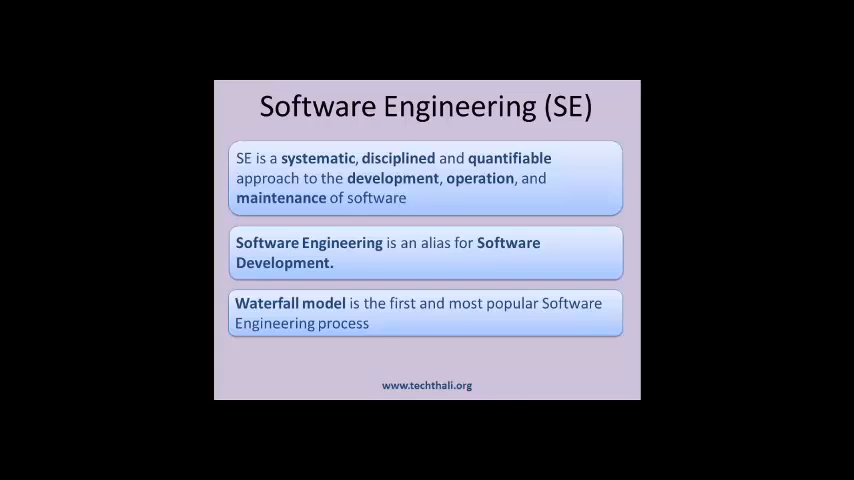 Software Engineering (SE)
SE is a systematic, disciplined and quantifiable
approach to the development, operation, and
maintenance of software
Software Engineering is an alias for Software
Development.
Waterfall model is the first and most popular Software
Engineering process
www.techthali.org